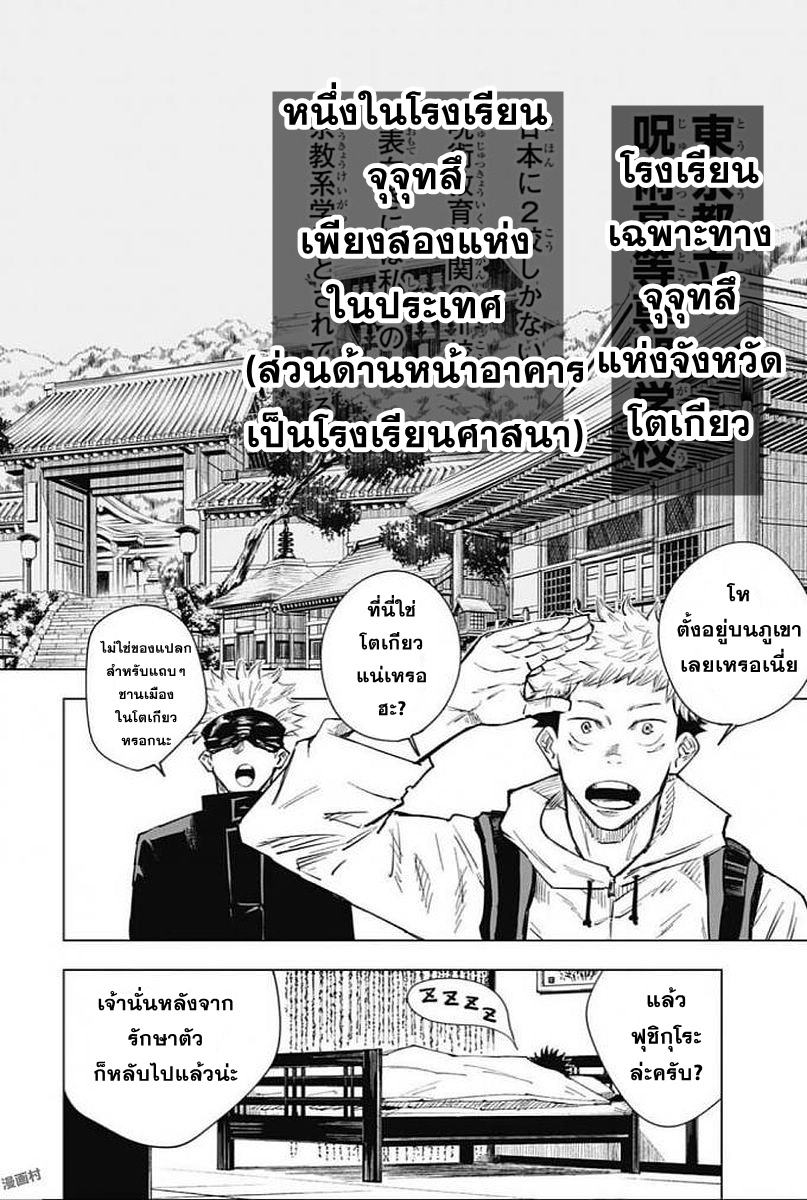 โรงเรียน
เฉพาะทาง
จุจุทสึ
แห่งจังหวัด
โตเกียว
หนึ่งในโรงเรียน
จุจุทสึ
เพียงสองแห่ง
ในประเทศ
(ส่วนด้านหน้าอาคาร
เป็นโรงเรียนศาสนา)
โห
ตั้งอยู่บนภูเขา
เลยเหรอเนี่ย
ที่นี่ใช่
โตเกียว
แน่เหรอ
ฮะ?
ไม่ใช่ของแปลก
สำหรับแถบๆ
ชานเมือง
ในโตเกียว
ทรอกนะ
แล้ว
ฟุชิกุโระ
ล่ะครับ?
ZZZZ
เจ้านั่นหลังจาก
รักษาตัว
ก็หลับไปแล้วน่ะ
漫画村